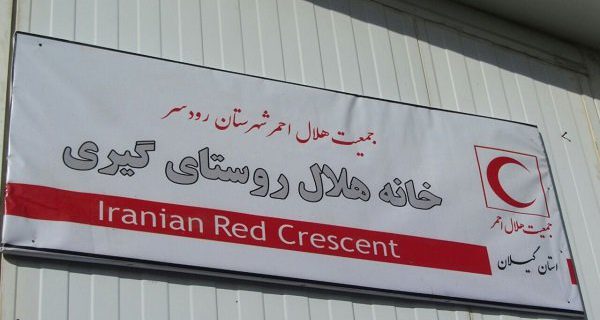 جمعیت هلال احمر شهرستان رودسر
خانه هلال روستای گیری
Iranian Red Crescent
جمعیت هلال احمر
استان گیلان